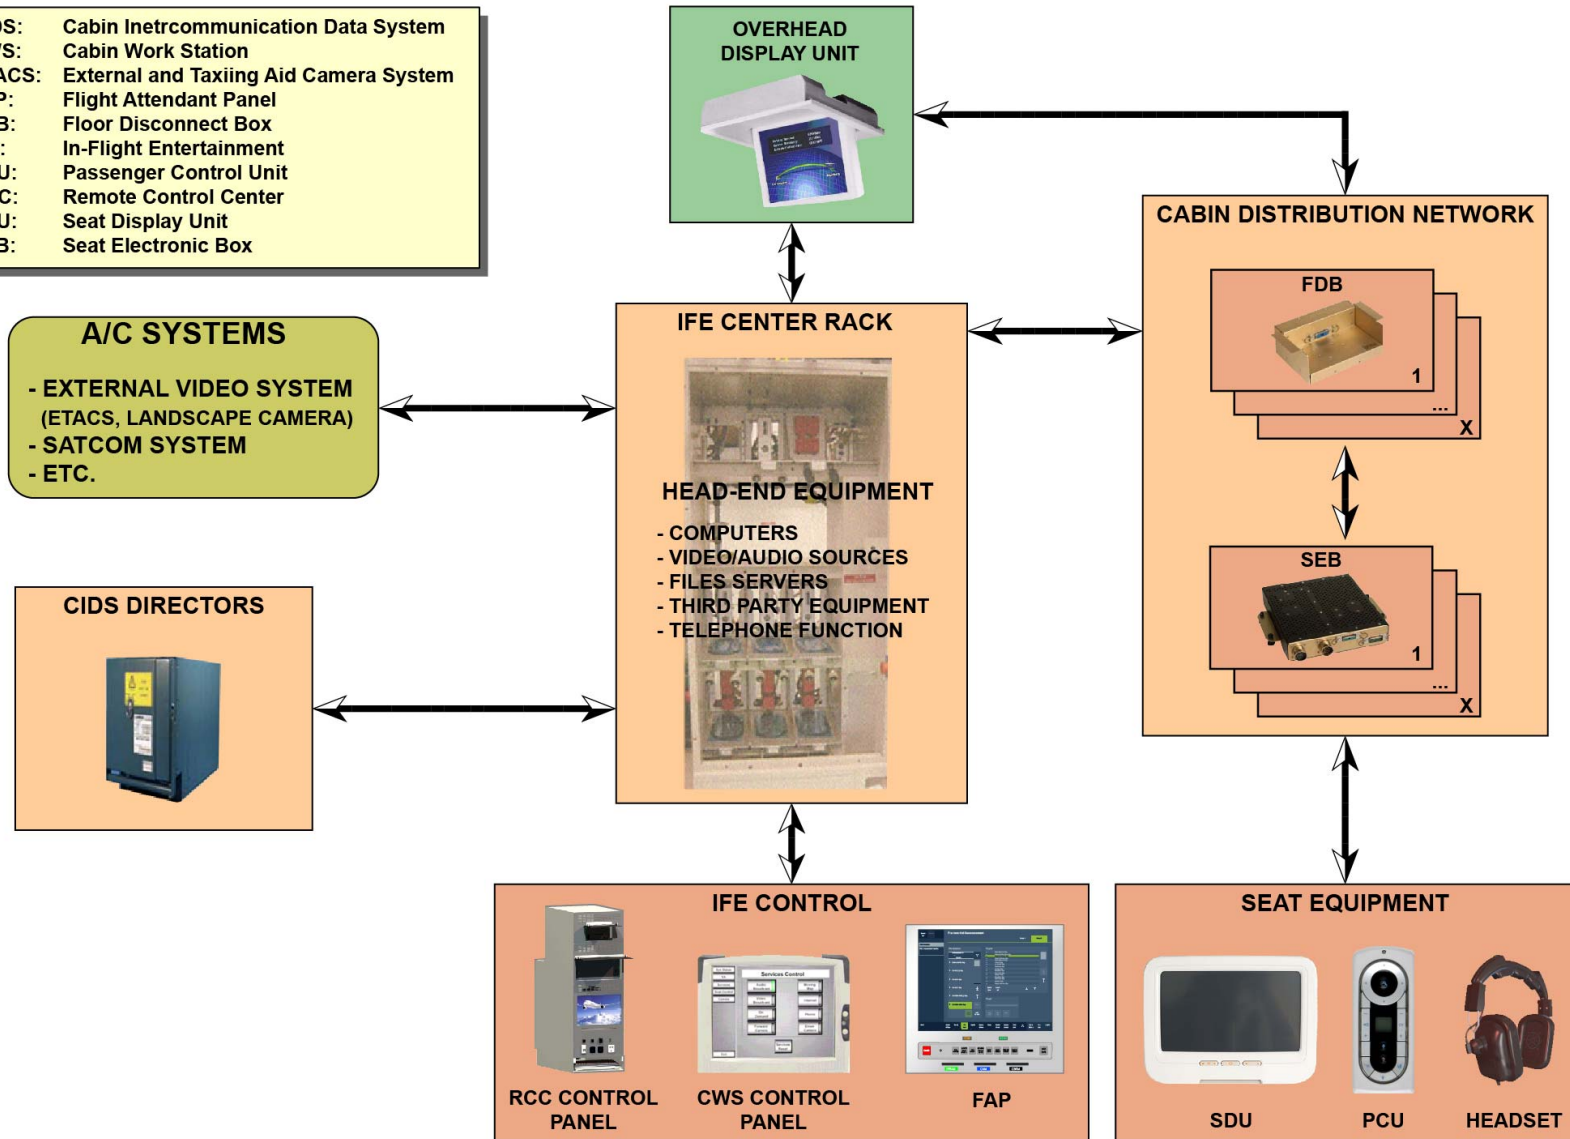 DS: Cabin Inetrcommunication Data System
VS: Cabin Work Station
ACS: External and Taxiing Aid Camera System
P: Flight Attendant Panel
B: Floor Disconnect Box
: In-Flight Entertainment
U: Passenger Control Unit
C: Remote Control Center
U: Seat Display Unit
B: Seat Electronic Box
OVERHEAD
DISPLAY UNIT
CABIN DISTRIBUTION NETWORK
FDB
1
...
X
SEB
1
...
X
A/C SYSTEMS
- EXTERNAL VIDEO SYSTEM
(ETACS, LANDSCAPE CAMERA)
- SATCOM SYSTEM
- ETC.
IFE CENTER RACK
HEAD-END EQUIPMENT
- COMPUTERS
- VIDEO/AUDIO SOURCES
- FILES SERVERS
- THIRD PARTY EQUIPMENT
- TELEPHONE FUNCTION
CIDS DIRECTORS
IFE CONTROL
Services Control
RCC CONTROL
PANEL
CWS CONTROL
PANEL
FAP
SEAT EQUIPMENT
SDU
PCU
HEADSET